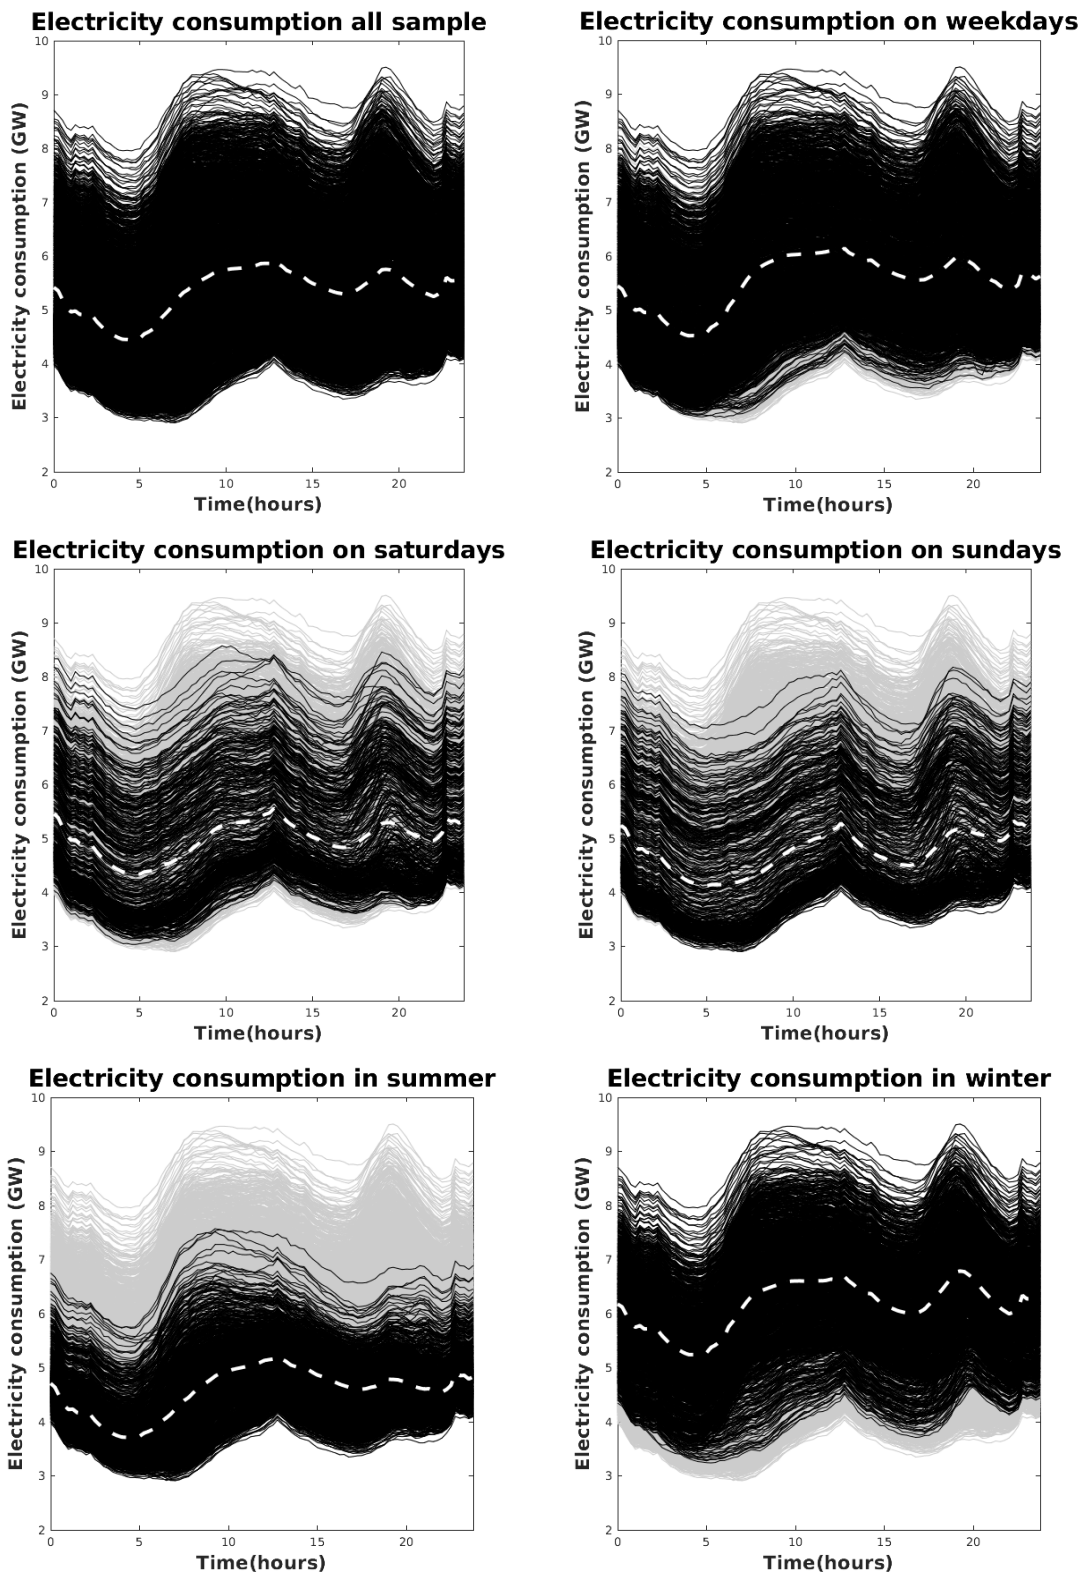 Electricity consumption all sample
Electricity consumption (GW)
10
9
8
7
6
5
4
3
2
0 5 10 15 20
Time(hours)
Electricity consumption on weekdays
Electricity consumption (GW)
10
9
8
7
6
5
4
3
2
0 5 10 15 20
Time(hours)
Electricity consumption on saturdays
Electricity consumption (GW)
10
9
8
7
6
5
4
3
2
0 5 10 15 20
Time(hours)
Electricity consumption on sundays
Electricity consumption (GW)
10
9
8
7
6
5
4
3
2
0 5 10 15 20
Time(hours)
Electricity consumption in summer
Electricity consumption (GW)
10
9
8
7
6
5
4
3
2
0 5 10 15 20
Time(hours)
Electricity consumption in winter
Electricity consumption (GW)
10
9
8
7
6
5
4
3
2
0 5 10 15 20
Time(hours)